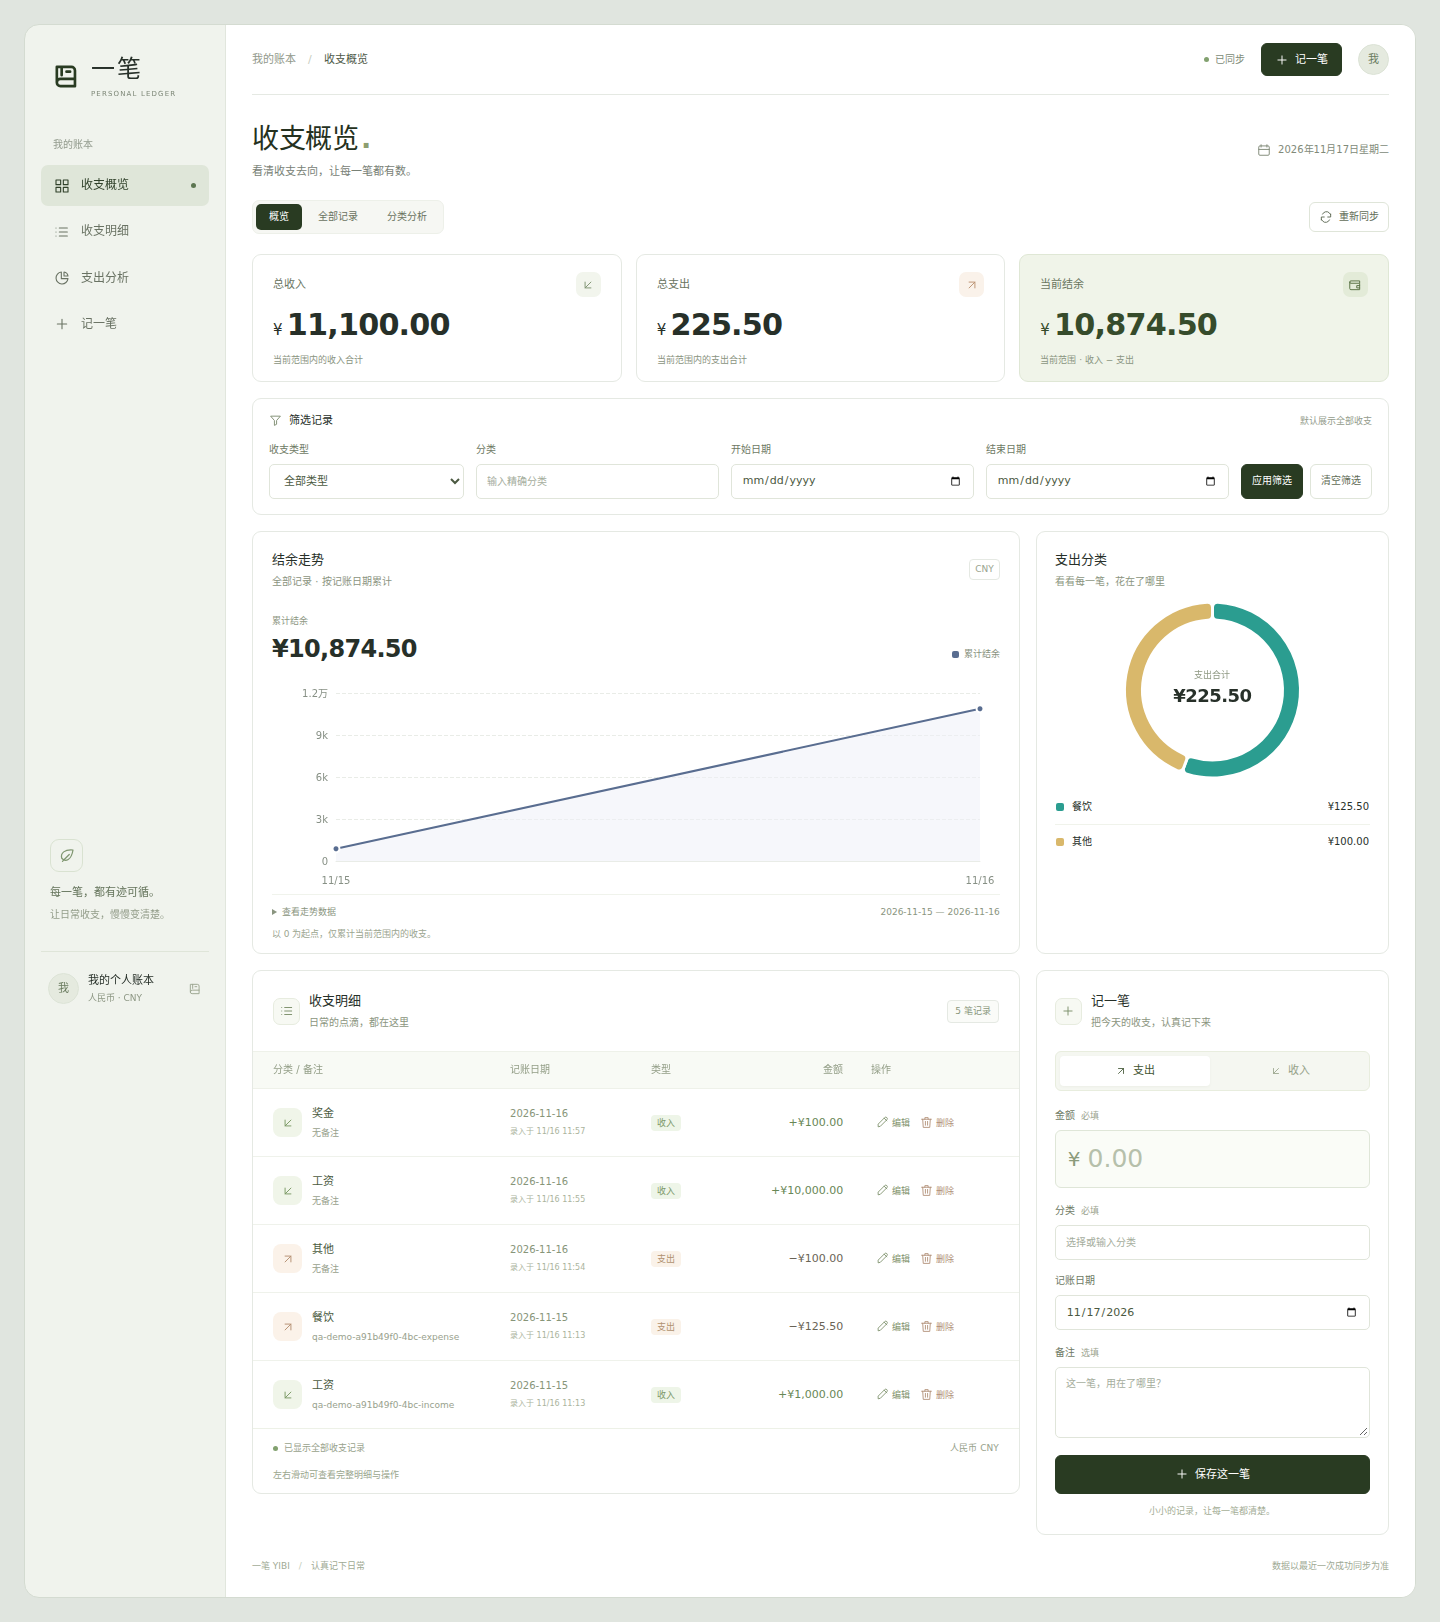 一笔
PERSONAL LEDGER
我的账本
收支概览
收支明细
支出分析
记一笔
每一笔，都有迹可循。
让日常收支，慢慢变清楚。
我 我的个人账本
人民币 · CNY
我的账本 / 收支概览
已同步 记一笔 我
收支概览.
看清收支去向，让每一笔都有数。
2026年11月17日星期二
概览 全部记录 分类分析
重新同步
总收入
¥ 11,100.00
当前范围内的收入合计
总支出
¥ 225.50
当前范围内的支出合计
当前结余
¥ 10,874.50
当前范围 · 收入 − 支出
筛选记录
默认展示全部收支
收支类型 分类 开始日期 结束日期
全部类型 输入精确分类 mm/dd/yyyy mm/dd/yyyy 应用筛选 清空筛选
结余走势
全部记录 · 按记账日期累计
CNY
累计结余
¥10,874.50
累计结余
1.2万
9k
6k
3k
0
11/15 11/16
查看走势数据 2026-11-15 — 2026-11-16
以 0 为起点，仅累计当前范围内的收支。
支出分类
看看每一笔，花在了哪里
支出合计
¥225.50
餐饮 ¥125.50
其他 ¥100.00
收支明细
日常的点滴，都在这里
5 笔记录
分类 / 备注 记账日期 类型 金额 操作
奖金 2026-11-16 收入 +¥100.00 编辑 删除
无备注 录入于 11/16 11:57
工资 2026-11-16 收入 +¥10,000.00 编辑 删除
无备注 录入于 11/16 11:55
其他 2026-11-16 支出 −¥100.00 编辑 删除
无备注 录入于 11/16 11:54
餐饮 2026-11-15 支出 −¥125.50 编辑 删除
qa-demo-a91b49f0-4bc-expense 录入于 11/16 11:13
工资 2026-11-15 收入 +¥1,000.00 编辑 删除
qa-demo-a91b49f0-4bc-income 录入于 11/16 11:13
已显示全部收支记录 人民币 CNY
左右滑动可查看完整明细与操作
记一笔
把今天的收支，认真记下来
支出 收入
金额 必填
¥ 0.00
分类 必填
选择或输入分类
记账日期
11/17/2026
备注 选填
这一笔，用在了哪里？
保存这一笔
小小的记录，让每一笔都清楚。
一笔 YIBI / 认真记下日常
数据以最近一次成功同步为准